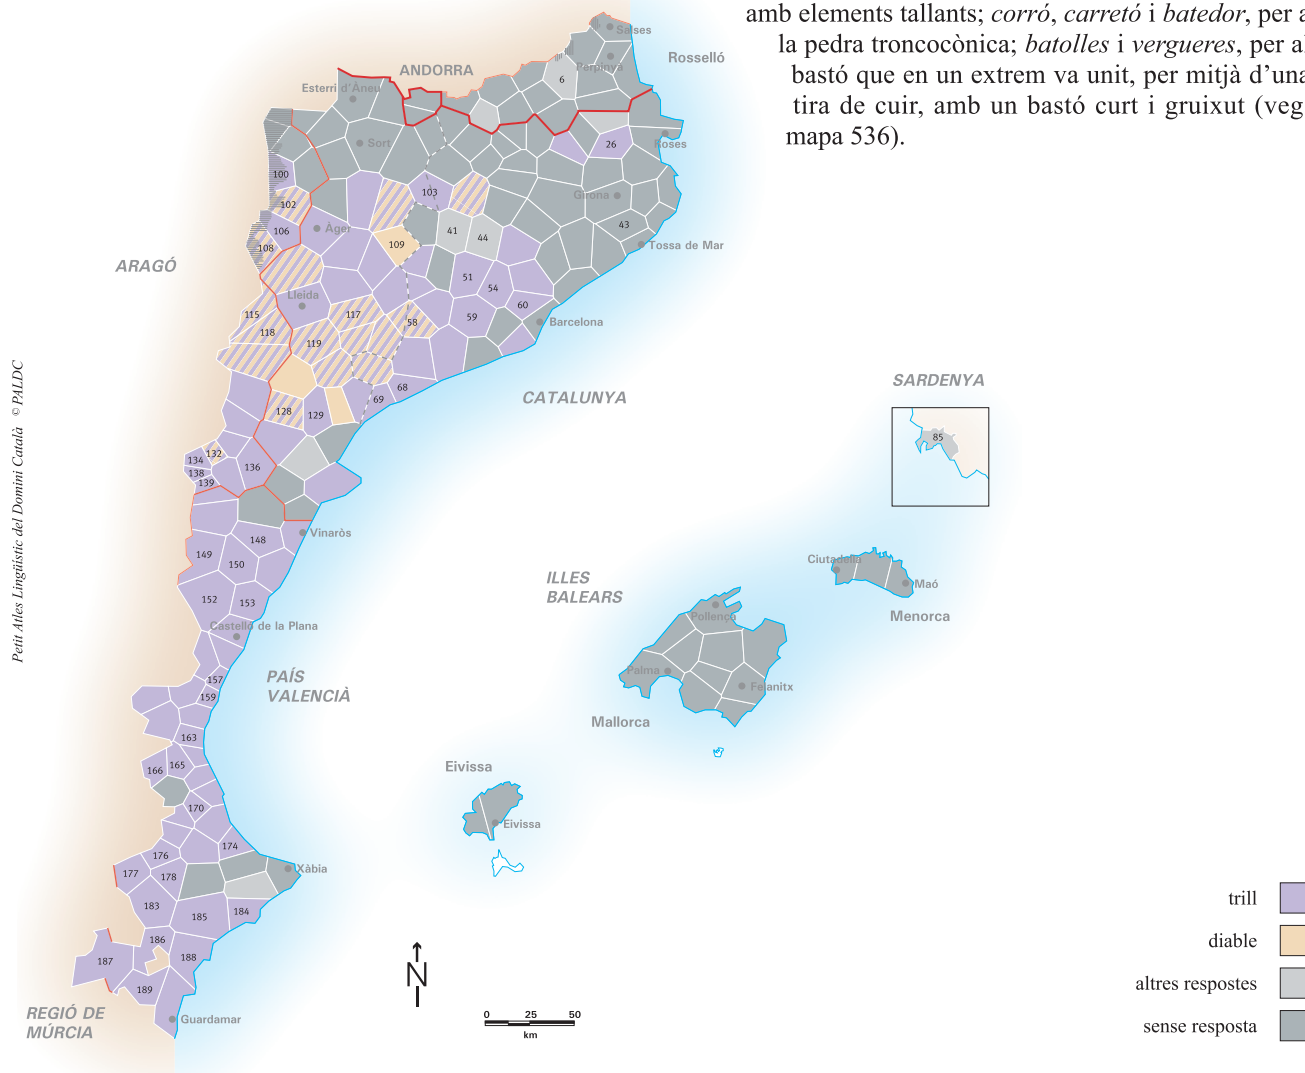 amb elements tallants; corró, carretó i batedor, per a
la pedra troncocònica; batolles i vergueres, per al
bastó que en un extrem va unit, per mitjà d'una
tira de cuir, amb un bastó curt i gruixut (veg.
mapa 536).
Salses
Rosselló
Perpinyà
ANDORRA
6
Esterri d'Àneu
Sort
26
Roses
100
103
Girona
102
106
Àger
41
44
43
108
109
Tossa de Mar
ARAGÓ
51
54
Lleida
60
115
117
58
59
Barcelona
118
119
SARDENYA
68
69
CATALUNYA
128
129
85
132
134
136
138
139
Vinaròs
148
149
150
Ciutadella
ILLES
BALEARS
Maó
152
153
Menorca
Pollença
Castelló de la Plana
PAÍS
VALENCIÀ
157
159
Palma
Felanitx
Mallorca
163
165
166
Eivissa
170
Eivissa
174
176
177
178
Xàbia
183
184
185
186
187
188
189
REGIÓ DE
MÚRCIA
Guardamar
N
0 25 50
km
trill
diable
altres respostes
sense resposta
Petit Atles Lingüístic del Domini Català © PALDC